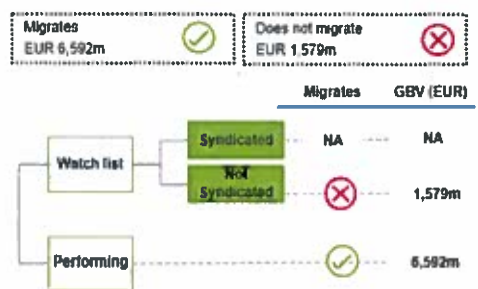 Migrates
EUR 6,592m
Does not migrate
EUR 1,579m
Migrates GBV (EUR)
Syndicated NA NA
Watch list
Not
Syndicated 1,579m
Performing 6,592m